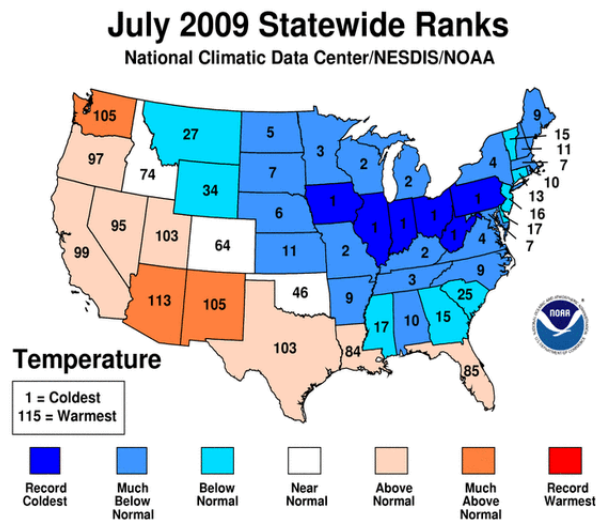 July 2009 Statewide Ranks
National Climatic Data Center/NESDIS/NOAA
105
97
99
95
74
27
34
103
64
113
105
5
7
6
11
46
103
3
1
2
9
84
2
1
2
1
1
1
1
2
3
17
10
15
25
85
9
4
4
9
15
11
7
10
13
16
17
7
NOAA
Temperature
1 = Coldest
115 = Warmest
Record
Coldest
Much
Below
Normal
Below
Normal
Near
Normal
Above
Normal
Much
Above
Normal
Record
Warmest